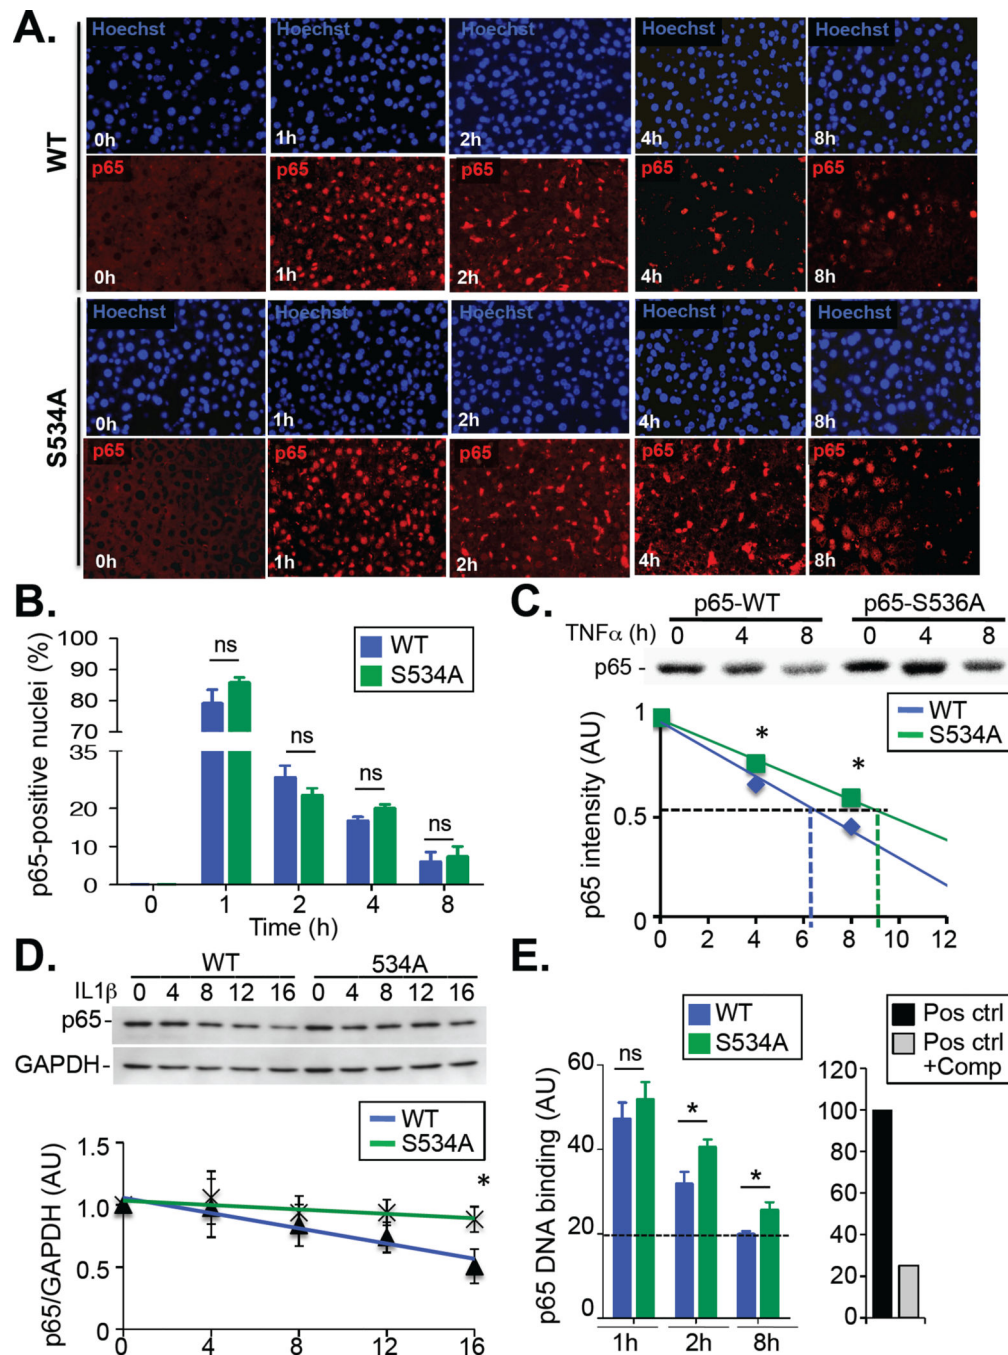 A.
WT
Hoechst Hoechst Hoechst Hoechst Hoechst
0h 1h 2h 4h 8h
p65 p65 p65 p65 p65
0h 1h 2h 4h 8h
S534A
Hoechst Hoechst Hoechst Hoechst Hoechst
0h 1h 2h 4h 8h
p65 p65 p65 p65 p65
0h 1h 2h 4h 8h
B.
p65-positive nuclei (%)
100
90
80
70
35
20
10
0
ns ns ns ns
WT
S534A
0 1 2 4 8
Time (h)
C.
p65-WT p65-S536A
TNFα (h) 0 4 8 0 4 8
p65
p65 intensity (AU)
1
0.5
0
* *
WT
S534A
0 2 4 6 8 10 12
D.
WT 534A
IL1β 0 4 8 12 16 0 4 8 12 16
p65-
GAPDH-
WT
S534A
p65/GAPDH (AU)
1.5
1.0
0.5
0
*
0 4 8 12 16
E.
WT
S534A
p65 DNA binding (AU)
60
40
20
0
ns * *
1h 2h 8h
Pos ctrl
Pos ctrl
+Comp
120
100
80
60
40
20
0